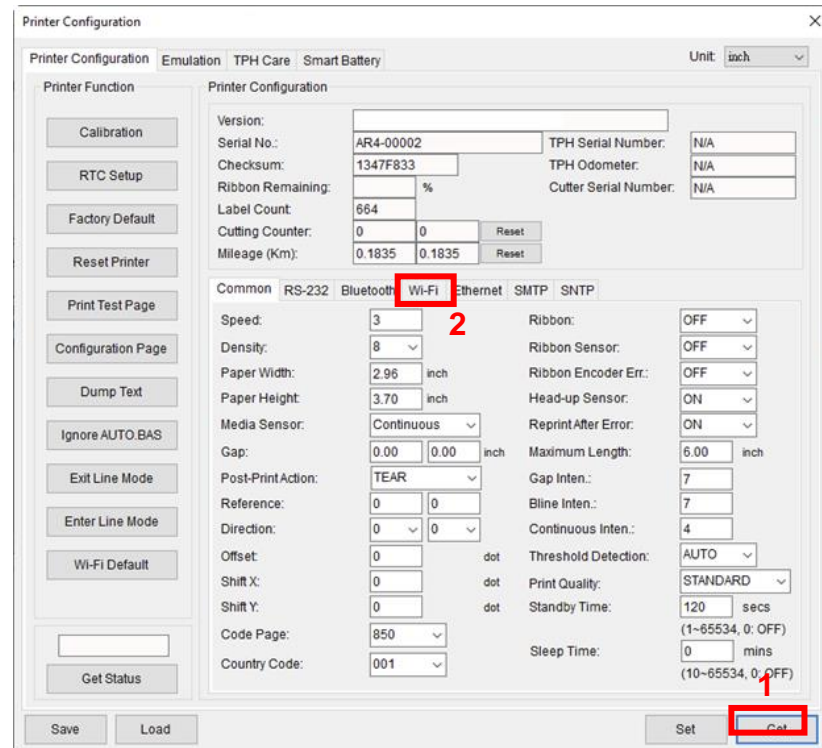 Printer Configuration
Printer Configuration Emulation TPH Care Smart Battery Unit: inch
Printer Function
Calibration
RTC Setup
Factory Default
Reset Printer
Print Test Page
Configuration Page
Dump Text
Ignore AUTO.BAS
Exit Line Mode
Enter Line Mode
Wi-Fi Default
Get Status
Printer Configuration
Version:
Serial No.: AR4-00002 TPH Serial Number: N/A
Checksum: 1347F833 TPH Odometer: N/A
Ribbon Remaining: % Cutter Serial Number: N/A
Label Count: 664
Cutting Counter: 0 0 Reset
Mileage (Km): 0.1835 0.1835 Reset
Common RS-232 Bluetooth Wi-Fi Ethernet SMTP SNTP
2
Speed: 3 Ribbon: OFF
Density: 8 Ribbon Sensor: OFF
Paper Width: 2.96 inch Ribbon Encoder Err.: OFF
Paper Height: 3.70 inch Head-up Sensor: ON
Media Sensor: Continuous Reprint After Error: ON
Gap: 0.00 0.00 inch Maximum Length: 6.00 inch
Post-Print Action: TEAR Gap Inten.: 7
Reference: 0 0 Bline Inten.: 7
Direction: 0 0 Continuous Inten.: 4
Offset: 0 dot Threshold Detection: AUTO
Shift X: 0 dot Print Quality: STANDARD
Shift Y: 0 dot Standby Time: 120 secs
(1~65534, 0: OFF)
Code Page: 850
Sleep Time: 0 mins
Country Code: 001
(10~65534, 0: OFF)
1
Save Load Set Get